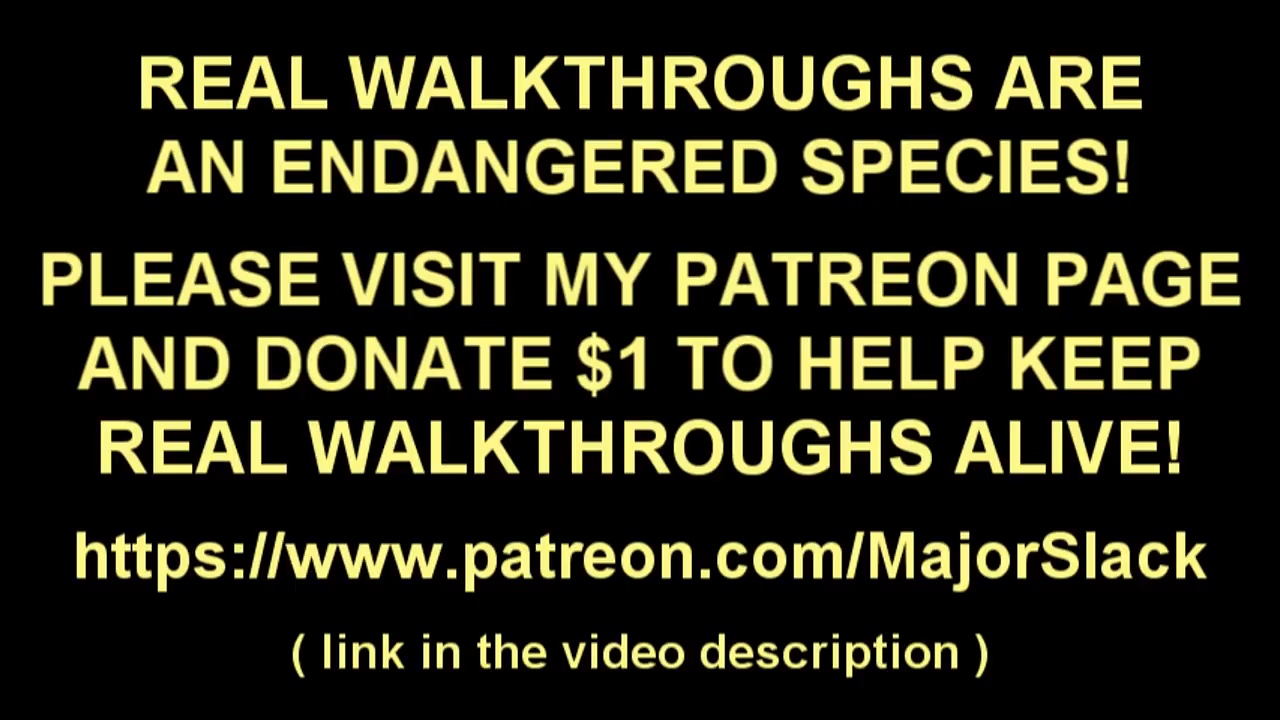 REAL WALKTHROUGHS ARE
AN ENDANGERED SPECIES!
PLEASE VISIT MY PATREON PAGE
AND DONATE $1 TO HELP KEEP
REAL WALKTHROUGHS ALIVE!
https://www.patreon.com/MajorSlack
( link in the video description )